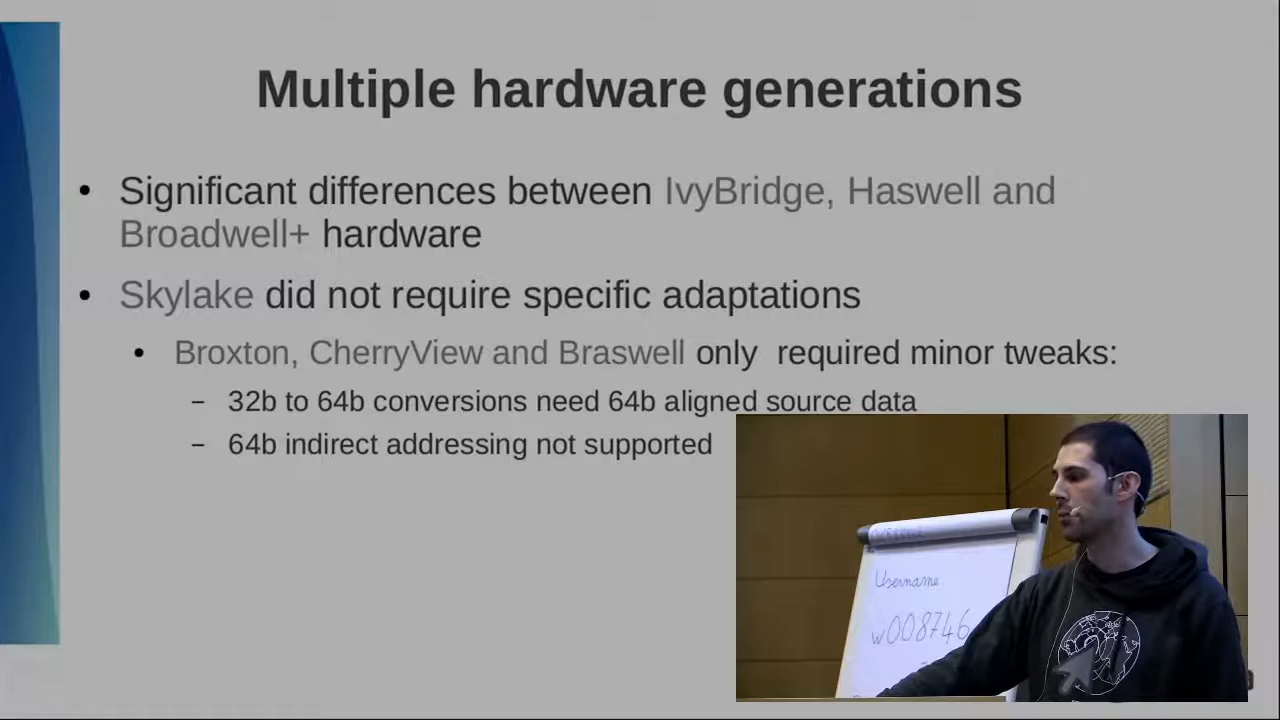 Multiple hardware generations
• Significant differences between IvyBridge, Haswell and
Broadwell+ hardware
• Skylake did not require specific adaptations
• Broxton, CherryView and Braswell only required minor tweaks:
– 32b to 64b conversions need 64b aligned source data
– 64b indirect addressing not supported
Username
w008746